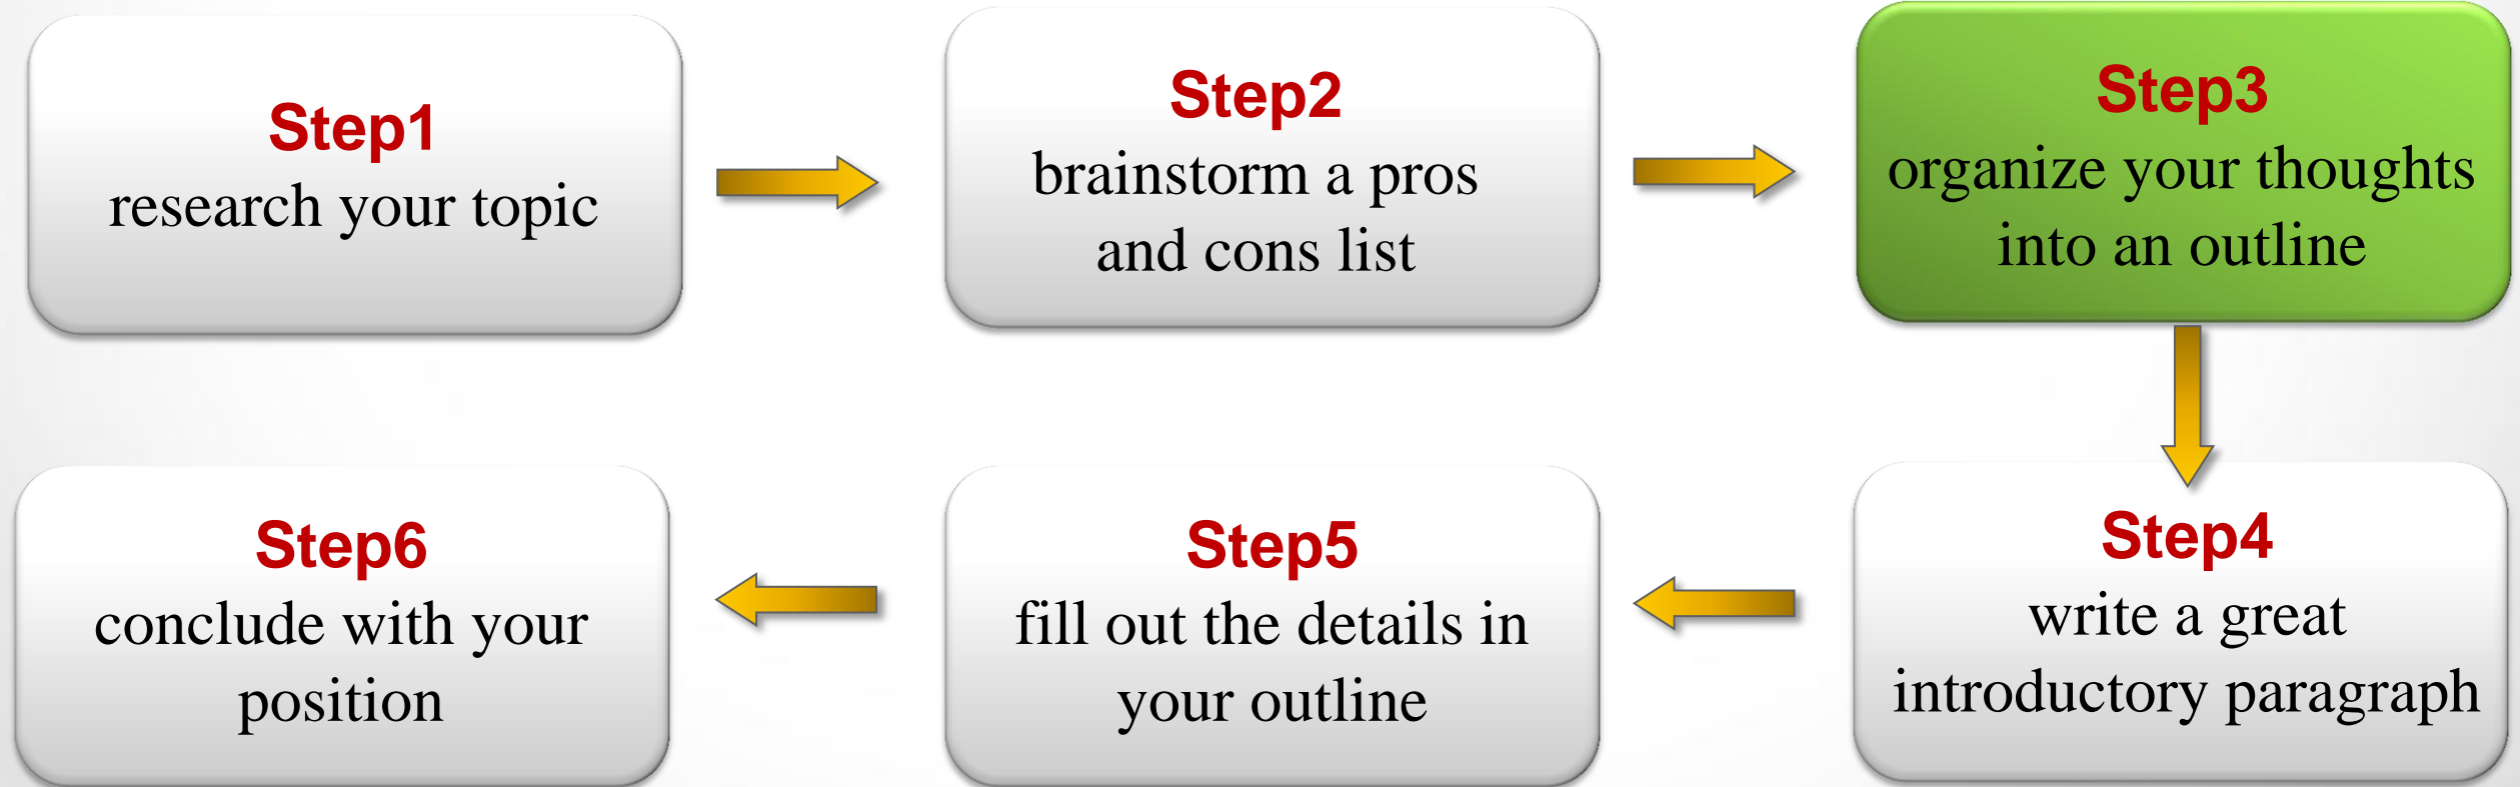 Step1
research your topic
Step2
brainstorm a pros
and cons list
Step3
organize your thoughts
into an outline
Step4
write a great
introductory paragraph
Step5
fill out the details in
your outline
Step6
conclude with your
position